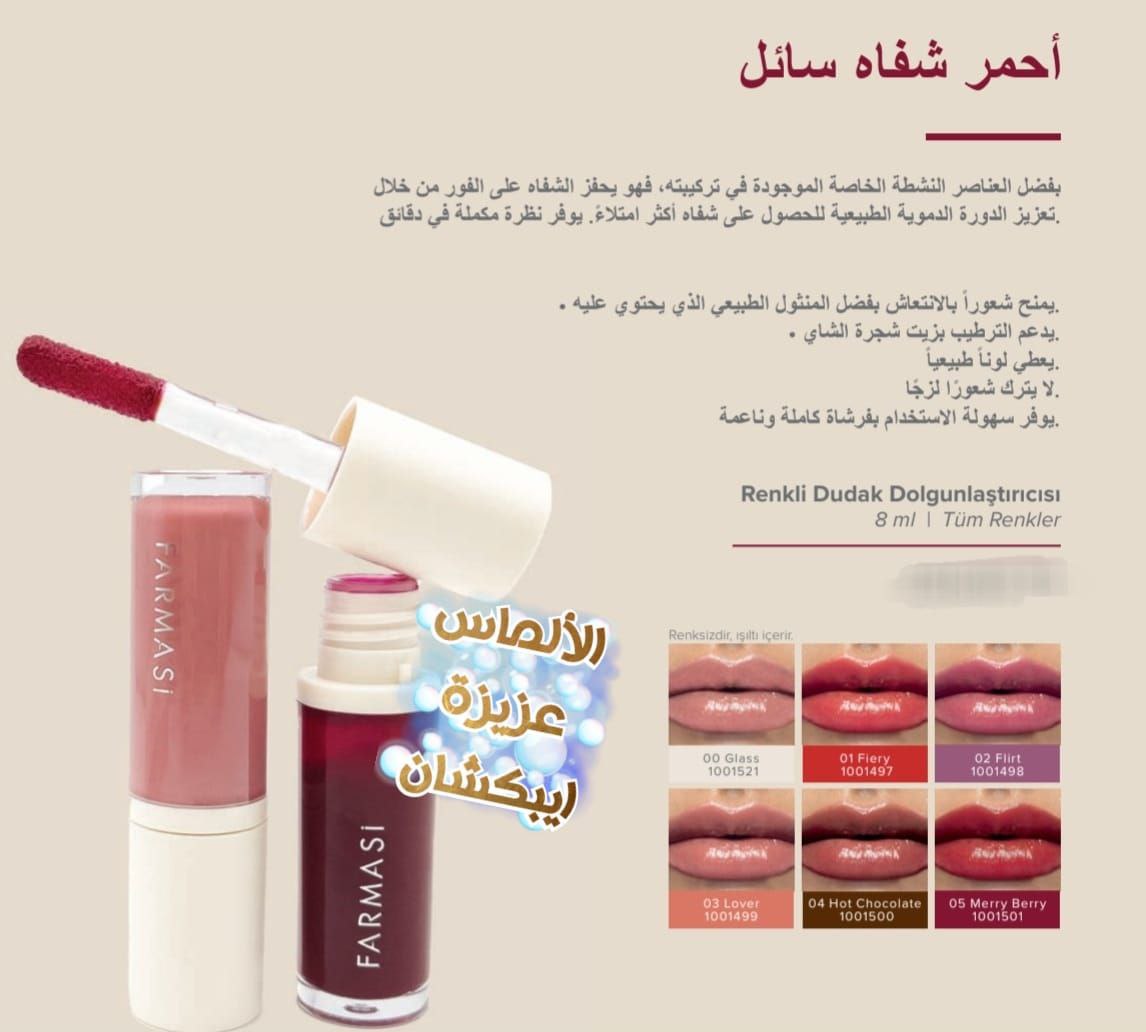 أحمر شفاه سائل
بفضل العناصر النشطة الخاصة الموجودة في تركيبته، فهو يحفز الشفاه على الفور من خلال
.تعزيز الدورة الدموية الطبيعية للحصول على شفاه أكثر امتلاءً. يوفر نظرة مكملة في دقائق
.يمنح شعوراً بالانتعاش بفضل المنثول الطبيعي الذي يحتوي عليه •
.يدعم الترطيب بزيت شجرة الشاي •
.يعطي لوناً طبيعياً
.لا يترك شعورًا لزجًا
.يوفر سهولة الاستخدام بفرشاة كاملة وناعمة
Renkli Dudak Dolgunlaştırıcısı
8 ml | Tüm Renkler
FARMASi
FARMASi
الألماس
عزيزة
ايبكشان
Renksizdir, ışıltı içerir.
00 Glass
1001521
01 Fiery
1001497
02 Flirt
1001498
03 Lover
1001499
04 Hot Chocolate
1001500
05 Merry Berry
1001501